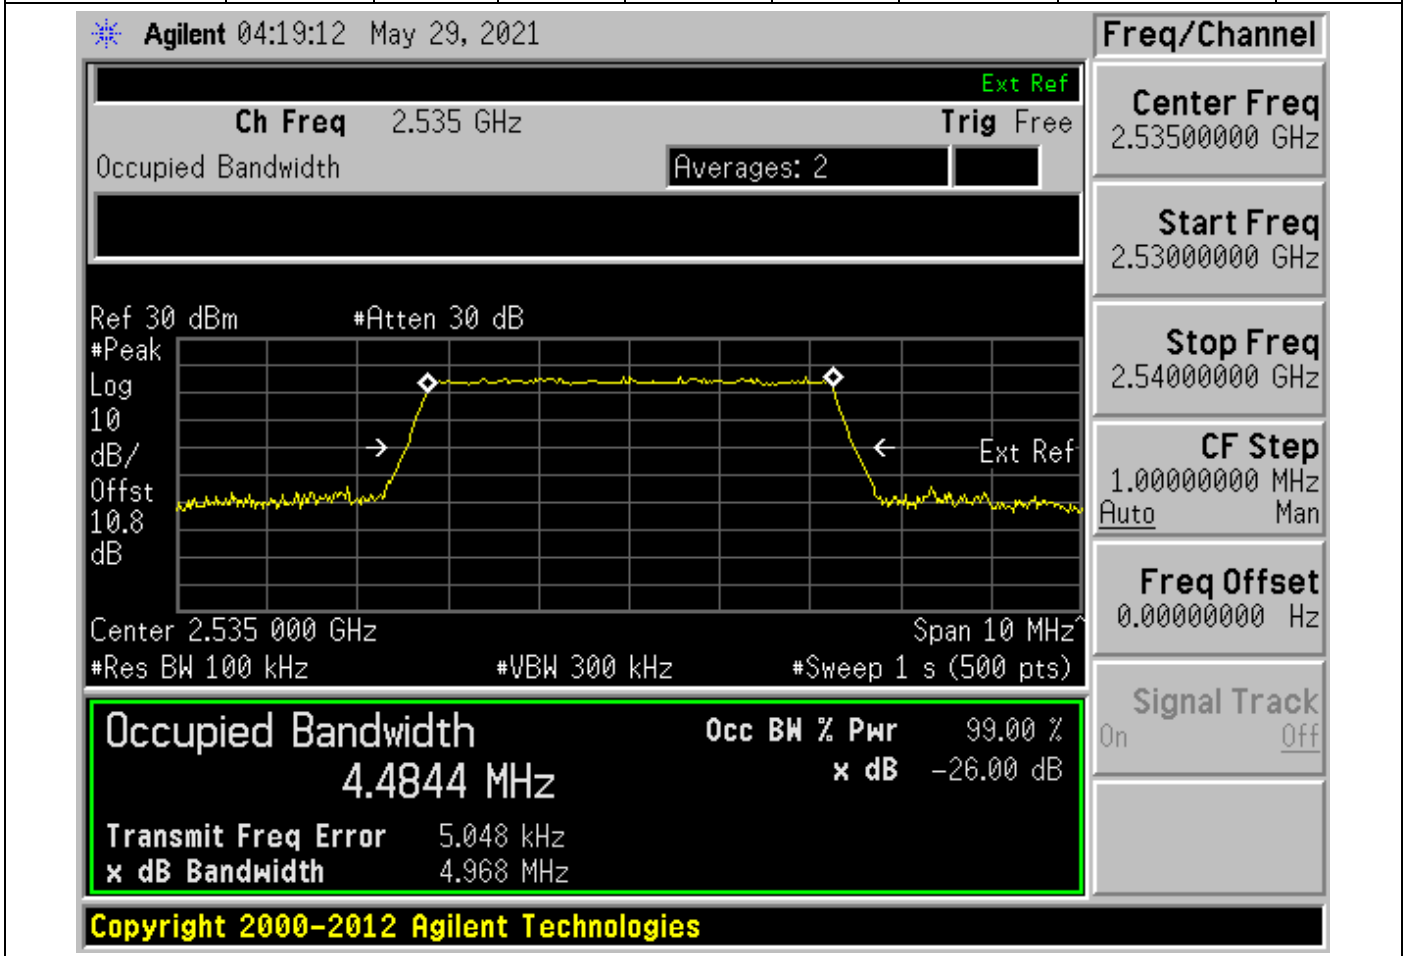 Agilent 04:19:12 May 29, 2021
Freq/Channel
Ext Ref
Ch Freq 2.535 GHz Trig Free
Occupied Bandwidth Averages: 2
Center Freq
2.53500000 GHz
Start Freq
2.53000000 GHz
Stop Freq
2.54000000 GHz
CF Step
1.00000000 MHz
Auto Man
Freq Offset
0.00000000 Hz
Signal Track
On Off
Ref 30 dBm #Atten 30 dB
#Peak
Log
10
dB/
Offst
10.8
dB
Ext Ref
Center 2.535 000 GHz Span 10 MHz^
#Res BW 100 kHz #VBW 300 kHz #Sweep 1 s (500 pts)
Occupied Bandwidth Occ BW % Pwr 99.00 %
4.4844 MHz x dB -26.00 dB
Transmit Freq Error 5.048 kHz
x dB Bandwidth 4.968 MHz
Copyright 2000-2012 Agilent Technologies